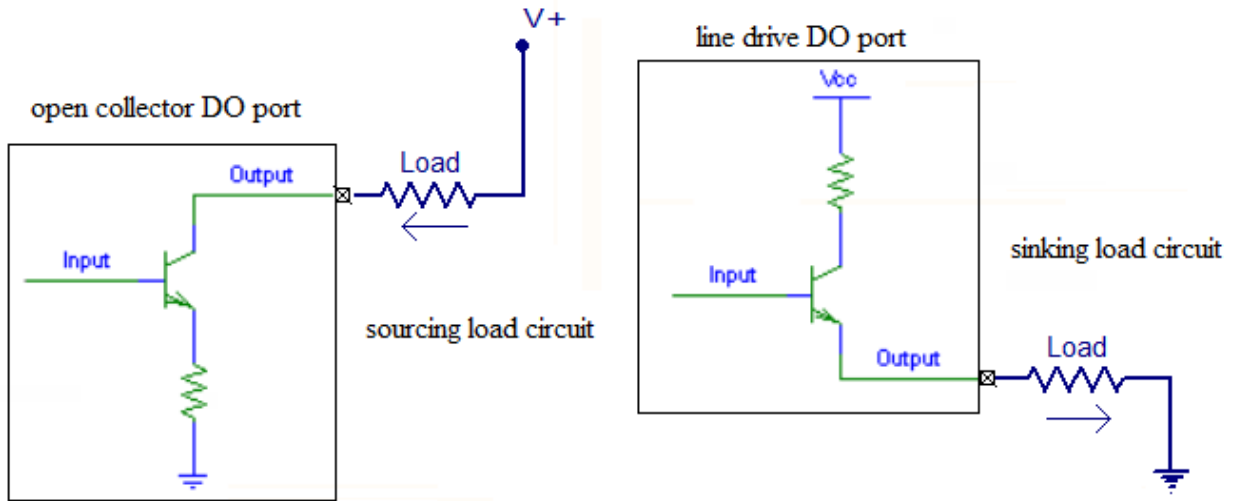 open collector DO port
V+
Load
Output
Input
sourcing load circuit
line drive DO port
Vcc
Input
Output
Load
sinking load circuit